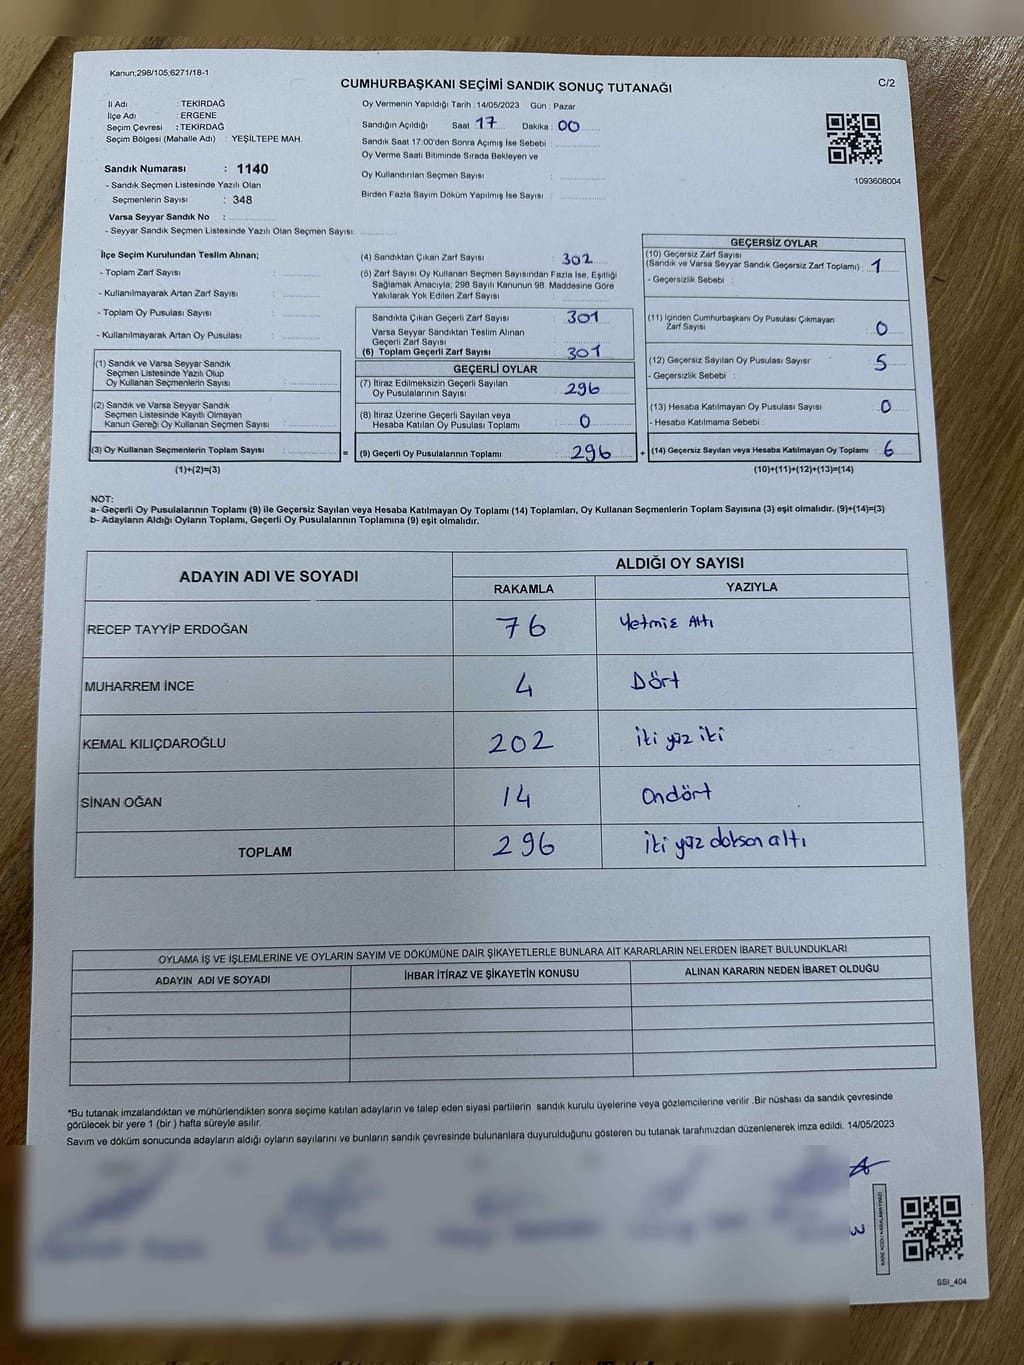 Kanun;298/105;6271/18-1
CUMHURBAŞKANI SEÇİMİ SANDIK SONUÇ TUTANAĞI
C/2
İl Adı : TEKİRDAĞ
İlçe Adı : ERGENE
Seçim Çevresi : TEKİRDAĞ
Seçim Bölgesi (Mahalle Adı) : YEŞİLTEPE MAH.
Sandık Numarası : 1140
- Sandık Seçmen Listesinde Yazılı Olan
Seçmenlerin Sayısı : 348
Varsa Seyyar Sandık No :
- Seyyar Sandık Seçmen Listesinde Yazılı Olan Seçmen Sayısı:
Oy Vermenin Yapıldığı Tarih : 14/05/2023 Gün : Pazar
Sandığın Açıldığı Saat : 17 Dakika : 00
Sandık Saat 17:00'den Sonra Açımış İse Sebebi :
Oy Verme Saati Bitiminde Sırada Bekleyen ve
Oy Kullandırılan Seçmen Sayısı :
Birden Fazla Sayım Döküm Yapılmış İse Sayısı :
1093608004
İlçe Seçim Kurulundan Teslim Alınan;
- Toplam Zarf Sayısı :
- Kullanılmayarak Artan Zarf Sayısı :
- Toplam Oy Pusulası Sayısı :
- Kullanılmayarak Artan Oy Pusulası :
(1) Sandık ve Varsa Seyyar Sandık
Seçmen Listesinde Yazılı Olup
Oy Kullanan Seçmenlerin Sayısı :
(2) Sandık ve Varsa Seyyar Sandık
Seçmen Listesinde Kayıtlı Olmayan
Kanun Gereği Oy Kullanan Seçmen Sayısı :
(3) Oy Kullanan Seçmenlerin Toplam Sayısı :
(1)+(2)=(3)
(4) Sandıktan Çıkan Zarf Sayısı : 302
(5) Zarf Sayısı Oy Kullanan Seçmen Sayısından Fazla İse, Eşitliği
Sağlamak Amacıyla, 298 Sayılı Kanunun 98. Maddesine Göre
Yakılarak Yok Edilen Zarf Sayısı :
Sandıkta Çıkan Geçerli Zarf Sayısı : 301
Varsa Seyyar Sandıktan Teslim Alınan
Geçerli Zarf Sayısı :
(6) Toplam Geçerli Zarf Sayısı : 301
GEÇERLİ OYLAR
(7) İtiraz Edilmeksizin Geçerli Sayılan
Oy Pusulalarının Sayısı : 296
(8) İtiraz Üzerine Geçerli Sayılan veya
Hesaba Katılan Oy Pusulası Toplamı : 0
= (9) Geçerli Oy Pusulalarının Toplamı : 296
GEÇERSİZ OYLAR
(10) Geçersiz Zarf Sayısı
(Sandık ve Varsa Seyyar Sandık Geçersiz Zarf Toplamı) : 1
- Geçersizlik Sebebi :
(11) İçinden Cumhurbaşkanı Oy Pusulası Çıkmayan
Zarf Sayısı : 0
(12) Geçersiz Sayılan Oy Pusulası Sayısı : 5
- Geçersizlik Sebebi :
(13) Hesaba Katılmayan Oy Pusulası Sayısı : 0
- Hesaba Katılmama Sebebi :
+ (14) Geçersiz Sayılan veya Hesaba Katılmayan Oy Toplamı : 6
(10)+(11)+(12)+(13)=(14)
NOT:
a- Geçerli Oy Pusulalarının Toplamı (9) ile Geçersiz Sayılan veya Hesaba Katılmayan Oy Toplamı (14) Toplamları, Oy Kullanan Seçmenlerin Toplam Sayısına (3) eşit olmalıdır. (9)+(14)=(3)
b- Adayların Aldığı Oyların Toplamı, Geçerli Oy Pusulalarının Toplamına (9) eşit olmalıdır.
ADAYIN ADI VE SOYADI ALDIĞI OY SAYISI
RAKAMLA YAZIYLA
RECEP TAYYİP ERDOĞAN 76 Yetmiş Altı
MUHARREM İNCE 4 Dört
KEMAL KILIÇDAROĞLU 202 iki yüz iki
SİNAN OĞAN 14 Ondört
TOPLAM 296 iki yüz doksan altı
OYLAMA İŞ VE İŞLEMLERİNE VE OYLARIN SAYIM VE DÖKÜMÜNE DAİR ŞİKAYETLERLE BUNLARA AİT KARARLARIN NELERDEN İBARET BULUNDUKLARI
ADAYIN ADI VE SOYADI İHBAR İTİRAZ VE ŞİKAYETİN KONUSU ALINAN KARARIN NEDEN İBARET OLDUĞU
*Bu tutanak imzalandıktan ve mühürlendikten sonra seçime katılan adayların ve talep eden siyasi partilerin sandık kurulu üyelerine veya gözlemcilerine verilir .Bir nüshası da sandık çevresinde
görülecek bir yere 1 (bir ) hafta süreyle asılır.
Sayım ve döküm sonucunda adayların aldığı oyların sayılarını ve bunların sandık çevresinde bulunanlara duyurulduğunu gösteren bu tutanak tarafımızdan düzenlenerek imza edildi. 14/05/2023
KARE KODU KARALAMAYINIZ!
SSİ_404